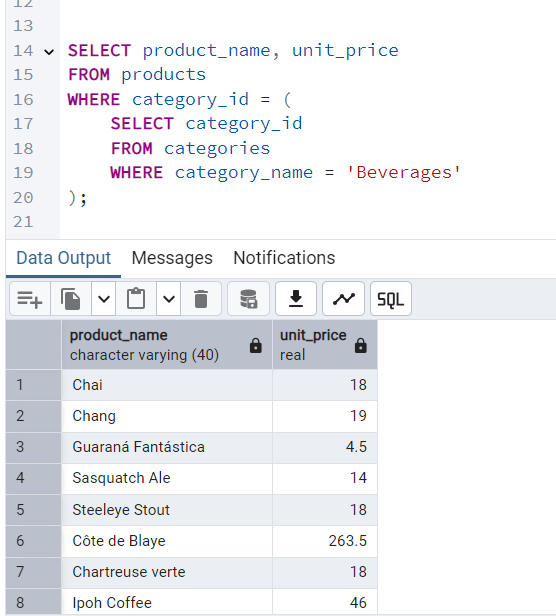 12
13
14 SELECT product_name, unit_price
15 FROM products
16 WHERE category_id = (
17 SELECT category_id
18 FROM categories
19 WHERE category_name = 'Beverages'
20 );
21
Data Output Messages Notifications
SQL
product_name unit_price
character varying (40) real
1 Chai 18
2 Chang 19
3 Guaraná Fantástica 4.5
4 Sasquatch Ale 14
5 Steeleye Stout 18
6 Côte de Blaye 263.5
7 Chartreuse verte 18
8 Ipoh Coffee 46